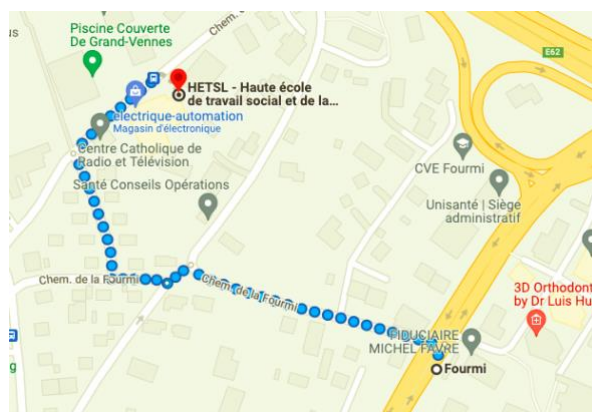 us
Piscine Couverte
De Grand-Vennes
Chem. d
E62
HETSL - Haute école
de travail social et de la...
électrique-automation
Magasin d'électronique
Centre Catholique de
Radio et Télévision
CVE Fourmi
Santé Conseils Opérations
Unisanté | Siège
administratif
Chem. de la Fourmi
Chem. de la Fourmi
3D Orthodont
by Dr Luis Hu
FIDUCIAIRE
MICHEL FAVRE
Fourmi
g